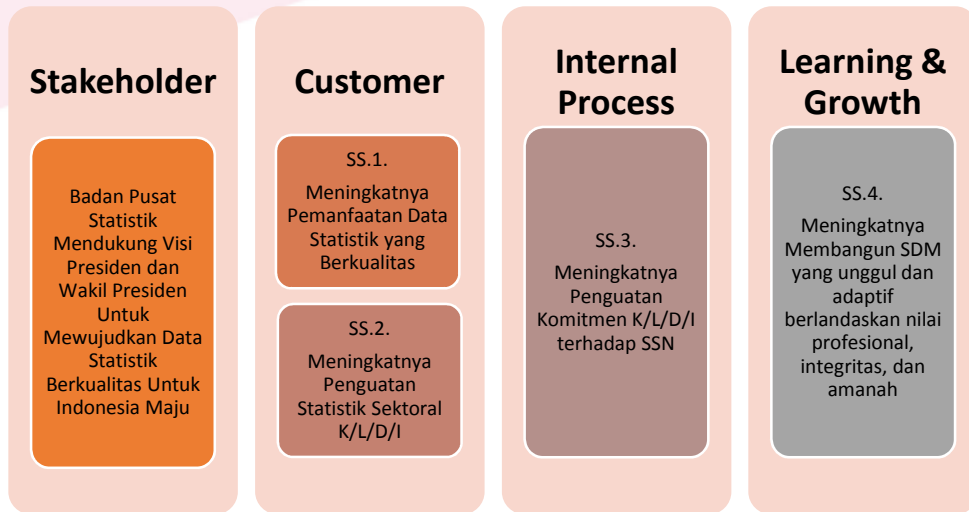 Stakeholder
Badan Pusat
Statistik
Mendukung Visi
Presiden dan
Wakil Presiden
Untuk
Mewujudkan Data
Statistik
Berkualitas Untuk
Indonesia Maju
Customer
SS.1.
Meningkatnya
Pemanfaatan Data
Statistik yang
Berkualitas
SS.2.
Meningkatnya
Penguatan
Statistik Sektoral
K/L/D/I
Internal
Process
SS.3.
Meningkatnya
Penguatan
Komitmen K/L/D/I
terhadap SSN
Learning &
Growth
SS.4.
Meningkatnya
Membangun SDM
yang unggul dan
adaptif
berlandaskan nilai
profesional,
integritas, dan
amanah